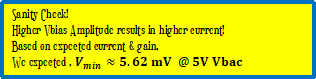 Sanity Check!
Higher Vbias Amplitude results in higher current!
Based on expected current & gain,
We expected , V_min ≈ 5.62 mV @ 5V Vbac